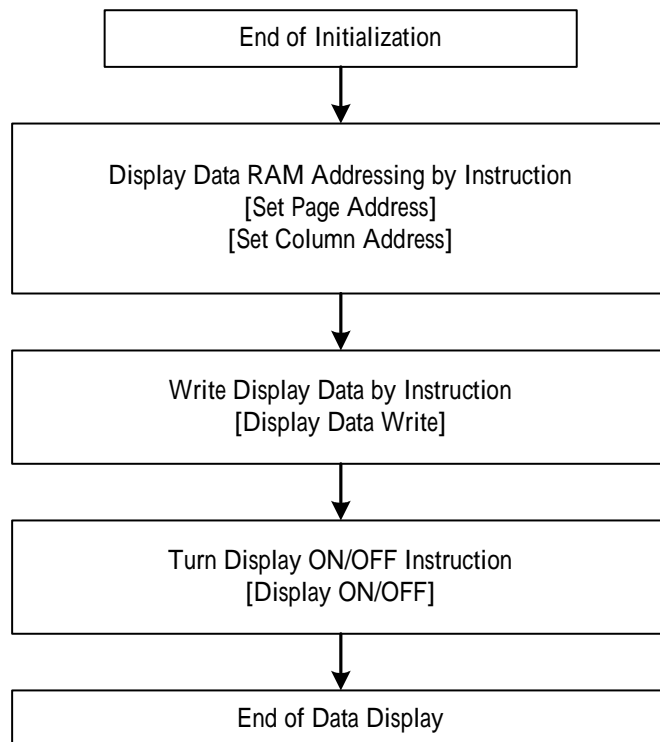 End of Initialization
Display Data RAM Addressing by Instruction
[Set Page Address]
[Set Column Address]
Write Display Data by Instruction
[Display Data Write]
Turn Display ON/OFF Instruction
[Display ON/OFF]
End of Data Display